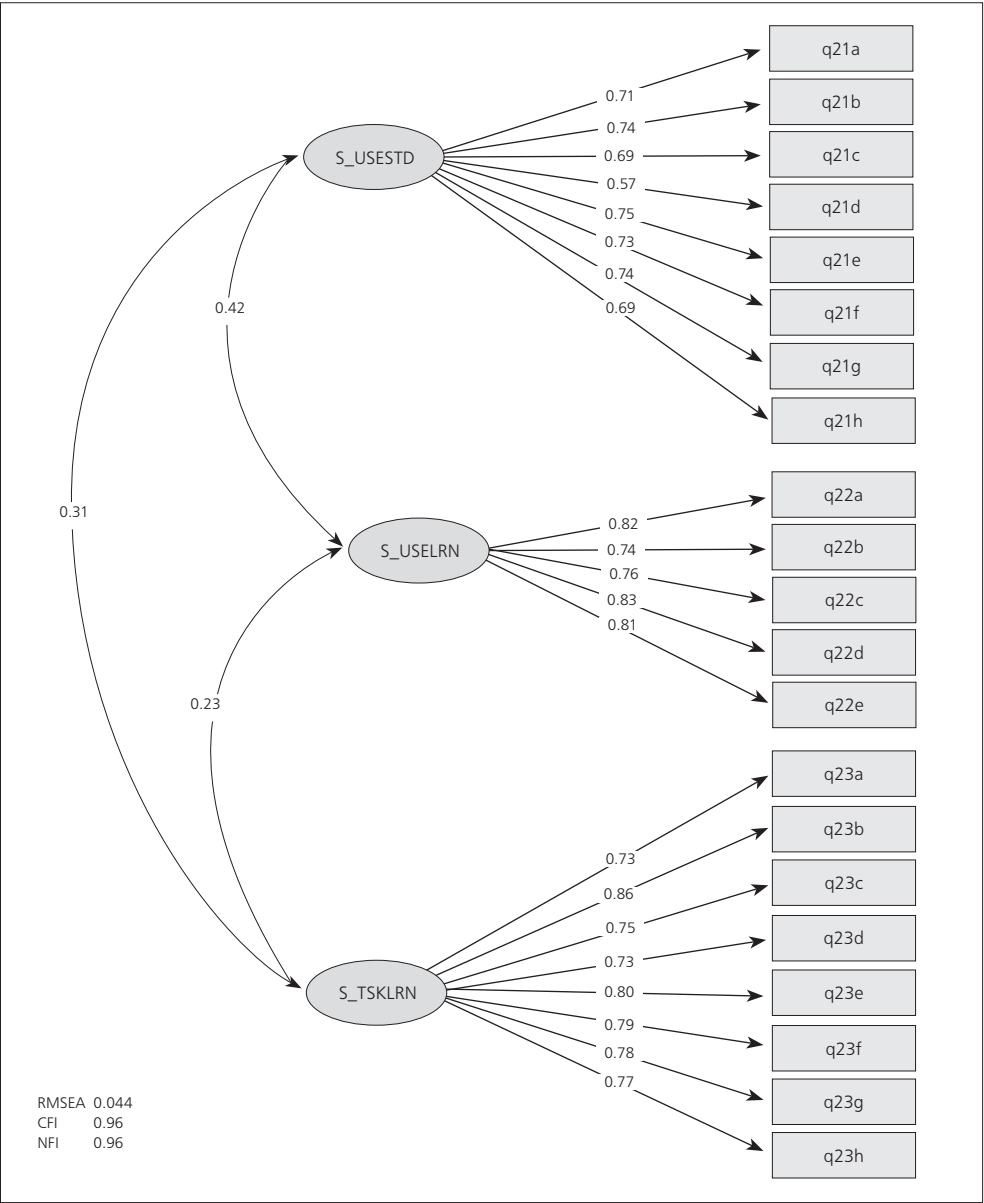 q21a
0.71
q21b
0.74
S_USESTD
0.69
q21c
0.57
q21d
0.75
q21e
0.73
0.74
q21f
0.42
0.69
q21g
q21h
0.31
q22a
0.82
S_USELRN
0.74
q22b
0.76
q22c
0.83
0.81
q22d
q22e
0.23
q23a
q23b
0.73
0.86
q23c
0.75
q23d
0.73
S_TSKLRN
0.80
q23e
0.79
q23f
0.78
0.77
q23g
q23h
RMSEA 0.044
CFI 0.96
NFI 0.96